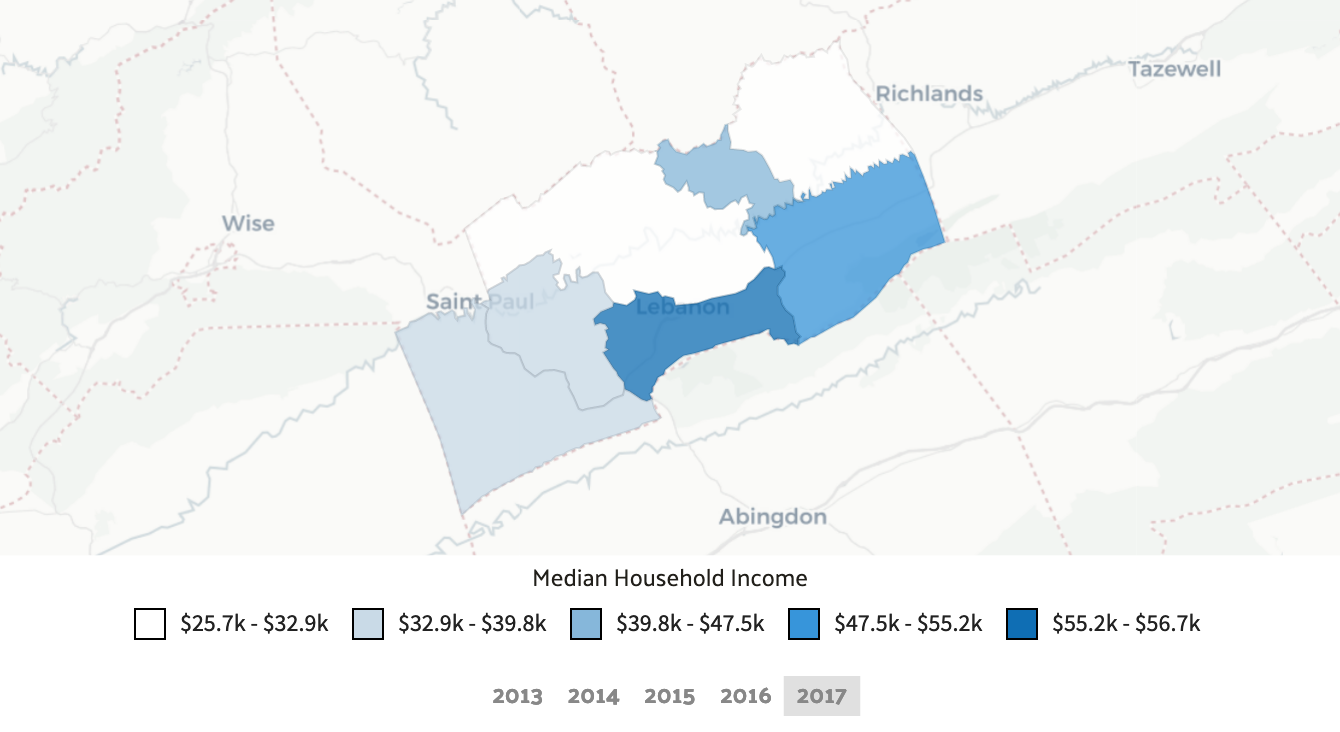 Tazewell
Richlands
Wise
Saint Paul
Lebanon
Abingdon
Median Household Income
$25.7k - $32.9k
$32.9k - $39.8k
$39.8k - $47.5k
$47.5k - $55.2k
$55.2k - $56.7k
2013 2014 2015 2016 2017